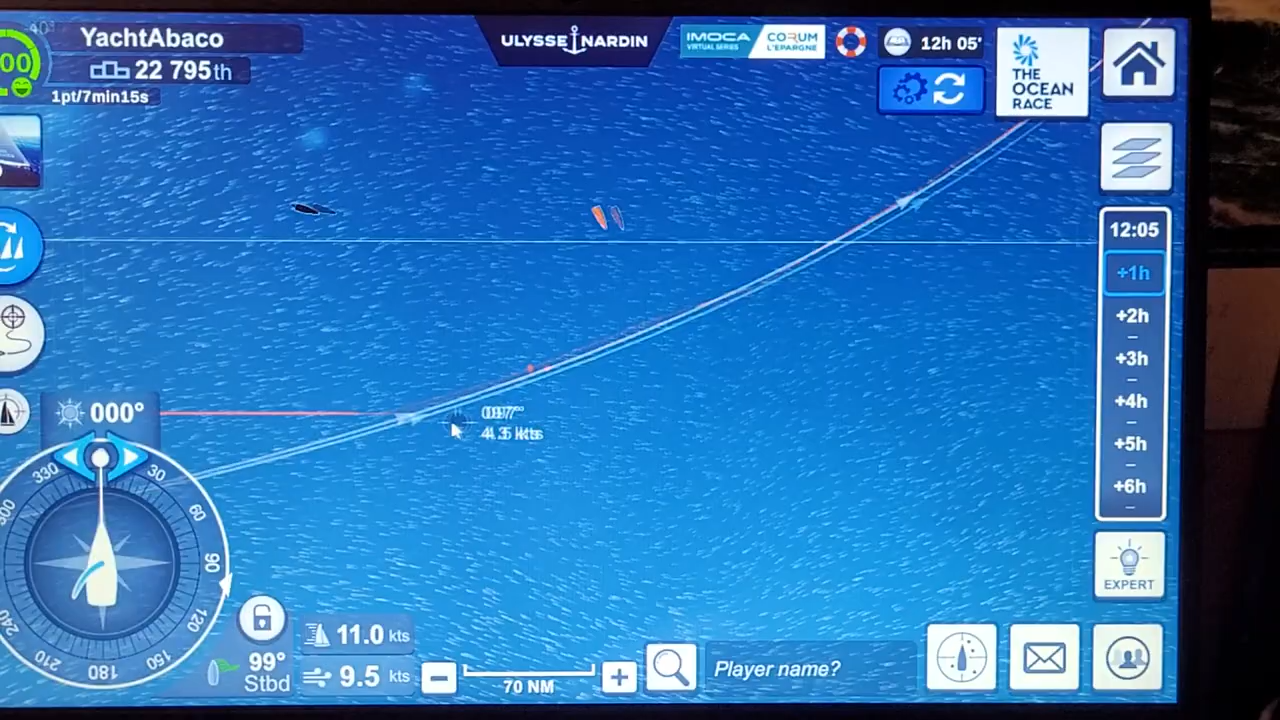 YachtAbaco
22 795th
1pt/7min15s
ULYSSE NARDIN
IMOCA
VIRTUAL SERIES
CORUM
L'EPARGNE
12h 05'
THE
OCEAN
RACE
12:05
+1h
+2h
+3h
+4h
+5h
+6h
EXPERT
000°
330
30
60
90
120
150
180
210
240
99°
Stbd
11.0 kts
9.5 kts
70 NM
Player name?